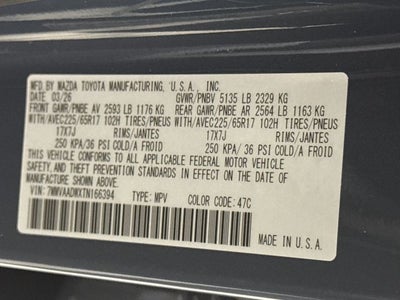 MFD. BY MAZDA TOYOTA MANUFACTURING, U.S.A., INC.
DATE 03/26 GVWR/PNBV 5135 LB 2329 KG
FRONT GAWR/PNBE AV 2593 LB 1176 KG REAR GAWR/PNBE AR 2564 LB 1163 KG
WITH/AVEC225/65R17 102H TIRES/PNEUS WITH/AVEC225/65R17 102H TIRES/PNEUS
17X7J RIMS/JANTES 17X7J RIMS/JANTES
250 KPA/ 36 PSI COLD/A FROID 250 KPA/ 36 PSI COLD/A FROID
THIS VEHICLE CONFORMS TO ALL APPLICABLE FEDERAL MOTOR VEHICLE
SAFETY AND THEFT PREVENTION STANDARDS IN EFFECT ON THE DATE OF
MANUFACTURE SHOWN ABOVE.
VIN: TYPE: MPV COLOR CODE: 47C
MADE IN U.S.A.